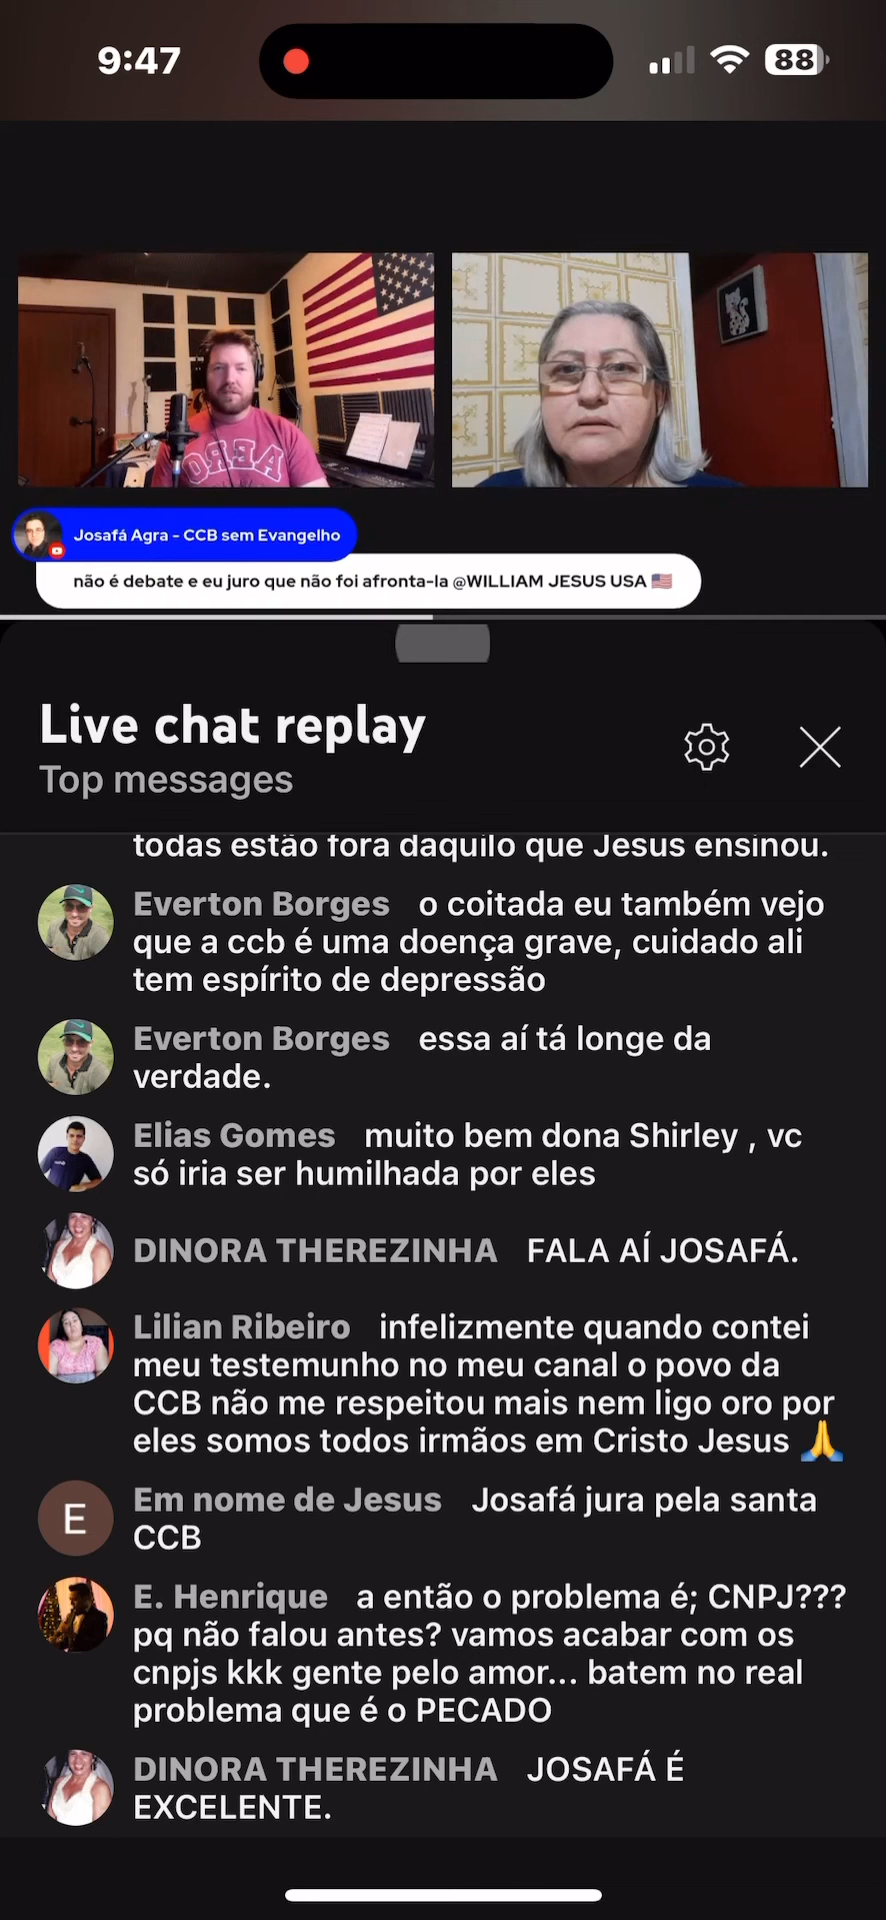 9:47
88
AERO
Josafá Agra - CCB sem Evangelho
não é debate e eu juro que não foi afronta-la @WILLIAM JESUS USA 🇺🇸
Live chat replay
Top messages
todas estão fora daquilo que Jesus ensinou.
Everton Borges o coitada eu também vejo
que a ccb é uma doença grave, cuidado ali
tem espírito de depressão
Everton Borges essa aí tá longe da
verdade.
Elias Gomes muito bem dona Shirley , vc
só iria ser humilhada por eles
DINORA THEREZINHA FALA AÍ JOSAFÁ.
Lilian Ribeiro infelizmente quando contei
meu testemunho no meu canal o povo da
CCB não me respeitou mais nem ligo oro por
eles somos todos irmãos em Cristo Jesus 🙏
E
Em nome de Jesus Josafá jura pela santa
CCB
E. Henrique a então o problema é; CNPJ???
pq não falou antes? vamos acabar com os
cnpjs kkk gente pelo amor... batem no real
problema que é o PECADO
DINORA THEREZINHA JOSAFÁ É
EXCELENTE.